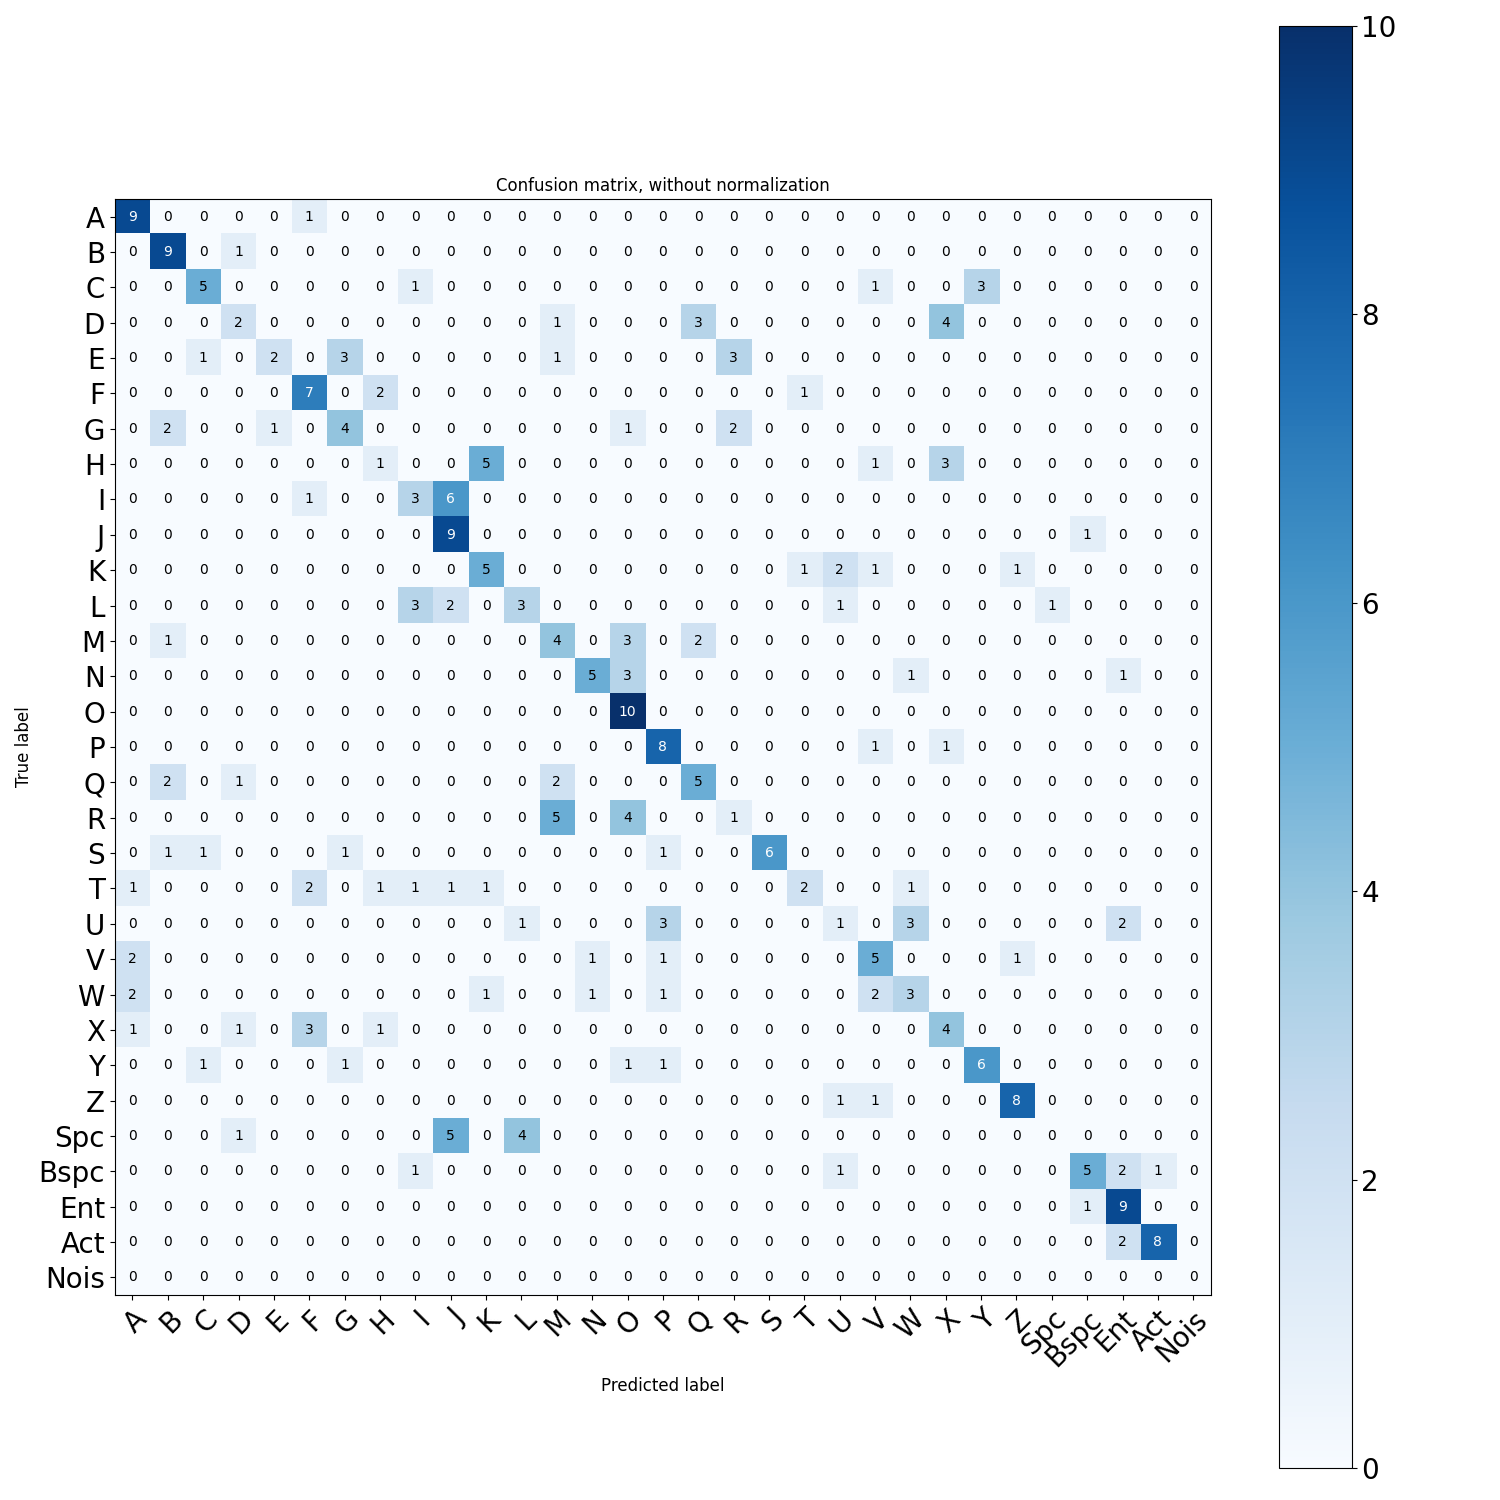 Confusion matrix, without normalization
A 9 0 0 0 0 1 0 0 0 0 0 0 0 0 0 0 0 0 0 0 0 0 0 0 0 0 0 0 0 0 0
B 0 9 0 1 0 0 0 0 0 0 0 0 0 0 0 0 0 0 0 0 0 0 0 0 0 0 0 0 0 0 0
C 0 0 5 0 0 0 0 0 1 0 0 0 0 0 0 0 0 0 0 0 0 1 0 0 3 0 0 0 0 0 0
D 0 0 0 2 0 0 0 0 0 0 0 0 1 0 0 0 3 0 0 0 0 0 0 4 0 0 0 0 0 0 0
E 0 0 1 0 2 0 3 0 0 0 0 0 1 0 0 0 0 3 0 0 0 0 0 0 0 0 0 0 0 0 0
F 0 0 0 0 0 7 0 2 0 0 0 0 0 0 0 0 0 0 0 1 0 0 0 0 0 0 0 0 0 0 0
G 0 2 0 0 1 0 4 0 0 0 0 0 0 0 1 0 0 2 0 0 0 0 0 0 0 0 0 0 0 0 0
H 0 0 0 0 0 0 0 1 0 0 5 0 0 0 0 0 0 0 0 0 0 1 0 3 0 0 0 0 0 0 0
I 0 0 0 0 0 1 0 0 3 6 0 0 0 0 0 0 0 0 0 0 0 0 0 0 0 0 0 0 0 0 0
J 0 0 0 0 0 0 0 0 0 9 0 0 0 0 0 0 0 0 0 0 0 0 0 0 0 0 0 1 0 0 0
K 0 0 0 0 0 0 0 0 0 0 5 0 0 0 0 0 0 0 0 1 2 1 0 0 0 1 0 0 0 0 0
L 0 0 0 0 0 0 0 0 3 2 0 3 0 0 0 0 0 0 0 0 1 0 0 0 0 0 1 0 0 0 0
M 0 1 0 0 0 0 0 0 0 0 0 0 4 0 3 0 2 0 0 0 0 0 0 0 0 0 0 0 0 0 0
N 0 0 0 0 0 0 0 0 0 0 0 0 0 5 3 0 0 0 0 0 0 0 1 0 0 0 0 0 1 0 0
O 0 0 0 0 0 0 0 0 0 0 0 0 0 0 10 0 0 0 0 0 0 0 0 0 0 0 0 0 0 0 0
P 0 0 0 0 0 0 0 0 0 0 0 0 0 0 0 8 0 0 0 0 0 1 0 1 0 0 0 0 0 0 0
Q 0 2 0 1 0 0 0 0 0 0 0 0 2 0 0 0 5 0 0 0 0 0 0 0 0 0 0 0 0 0 0
R 0 0 0 0 0 0 0 0 0 0 0 0 5 0 4 0 0 1 0 0 0 0 0 0 0 0 0 0 0 0 0
S 0 1 1 0 0 0 1 0 0 0 0 0 0 0 0 1 0 0 6 0 0 0 0 0 0 0 0 0 0 0 0
T 1 0 0 0 0 2 0 1 1 1 1 0 0 0 0 0 0 0 0 2 0 0 1 0 0 0 0 0 0 0 0
U 0 0 0 0 0 0 0 0 0 0 0 1 0 0 0 3 0 0 0 0 1 0 3 0 0 0 0 0 2 0 0
V 2 0 0 0 0 0 0 0 0 0 0 0 0 1 0 1 0 0 0 0 0 5 0 0 0 1 0 0 0 0 0
W 2 0 0 0 0 0 0 0 0 0 1 0 0 1 0 1 0 0 0 0 0 2 3 0 0 0 0 0 0 0 0
X 1 0 0 1 0 3 0 1 0 0 0 0 0 0 0 0 0 0 0 0 0 0 0 4 0 0 0 0 0 0 0
Y 0 0 1 0 0 0 1 0 0 0 0 0 0 0 1 1 0 0 0 0 0 0 0 0 6 0 0 0 0 0 0
Z 0 0 0 0 0 0 0 0 0 0 0 0 0 0 0 0 0 0 0 0 1 1 0 0 0 8 0 0 0 0 0
Spc 0 0 0 1 0 0 0 0 0 5 0 4 0 0 0 0 0 0 0 0 0 0 0 0 0 0 0 0 0 0 0
Bspc 0 0 0 0 0 0 0 0 1 0 0 0 0 0 0 0 0 0 0 0 1 0 0 0 0 0 0 5 2 1 0
Ent 0 0 0 0 0 0 0 0 0 0 0 0 0 0 0 0 0 0 0 0 0 0 0 0 0 0 0 1 9 0 0
Act 0 0 0 0 0 0 0 0 0 0 0 0 0 0 0 0 0 0 0 0 0 0 0 0 0 0 0 0 2 8 0
Nois 0 0 0 0 0 0 0 0 0 0 0 0 0 0 0 0 0 0 0 0 0 0 0 0 0 0 0 0 0 0 0
A B C D E F G H I J K L M N O P Q R S T U V W X Y Z Spc Bspc Ent Act Nois
Predicted label
True label
10
8
6
4
2
0